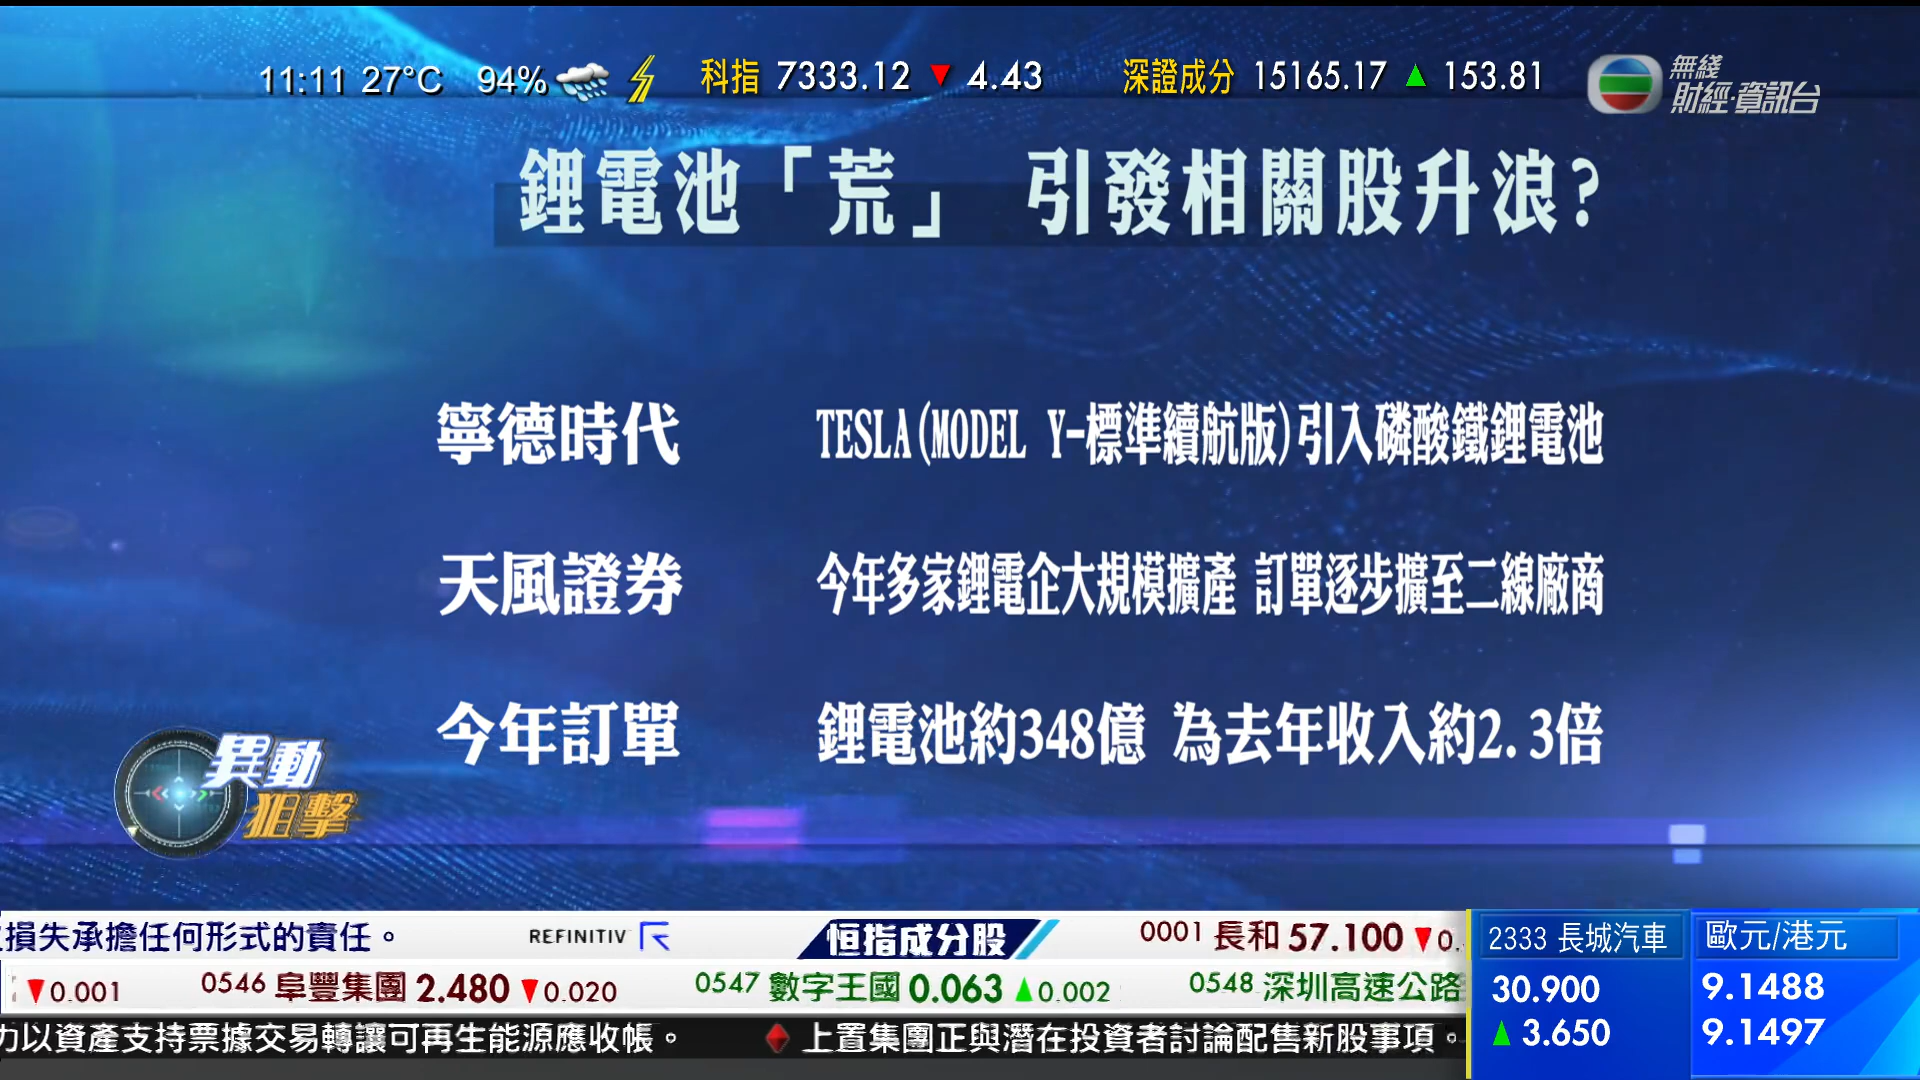 11:11 27°C 94% 科指 7333.12 ▼ 4.43 深證成分 15165.17 ▲ 153.81
無綫
財經·資訊台
鋰電池「荒」 引發相關股升浪?
寧德時代 TESLA(MODEL Y-標準續航版)引入磷酸鐵鋰電池
天風證券 今年多家鋰電企大規模擴產 訂單逐步擴至二線廠商
今年訂單 鋰電池約348億 為去年收入約2.3倍
異動
狙擊
損失承擔任何形式的責任。 REFINITIV 恒指成分股 0001 長和 57.100 ▼0.
▼0.001 0546 阜豐集團 2.480 ▼0.020 0547 數字王國 0.063 ▲0.002 0548 深圳高速公路
力以資產支持票據交易轉讓可再生能源應收帳。 ♦ 上置集團正與潛在投資者討論配售新股事項。
2333 長城汽車
30.900
▲ 3.650
歐元/港元
9.1488
9.1497